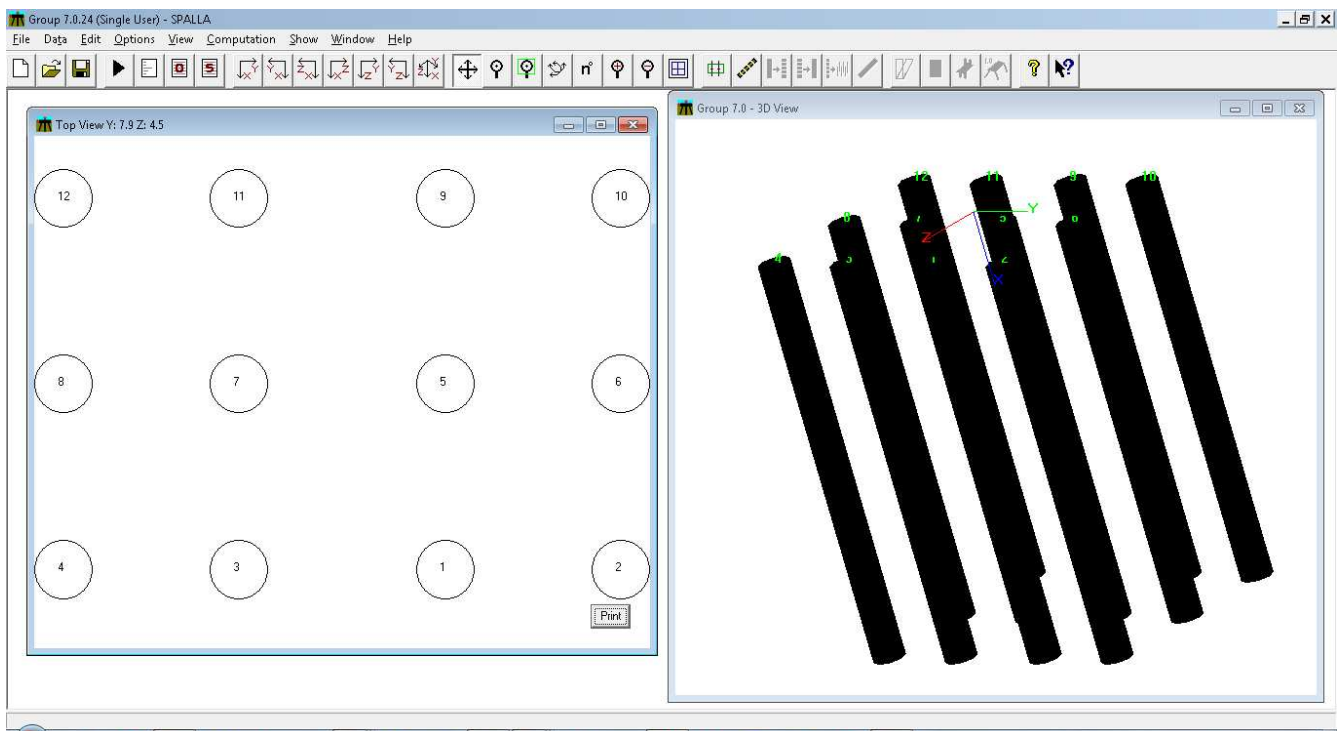 Group 7.0.24 (Single User) - SPALLA
File Data Edit Options View Computation Show Window Help
Top View Y: 7.9 Z: 4.5
12 11 9 10
8 7 5 6
4 3 1 2
Print
Group 7.0 - 3D View
12 11 9 10
Y
Z
4
X